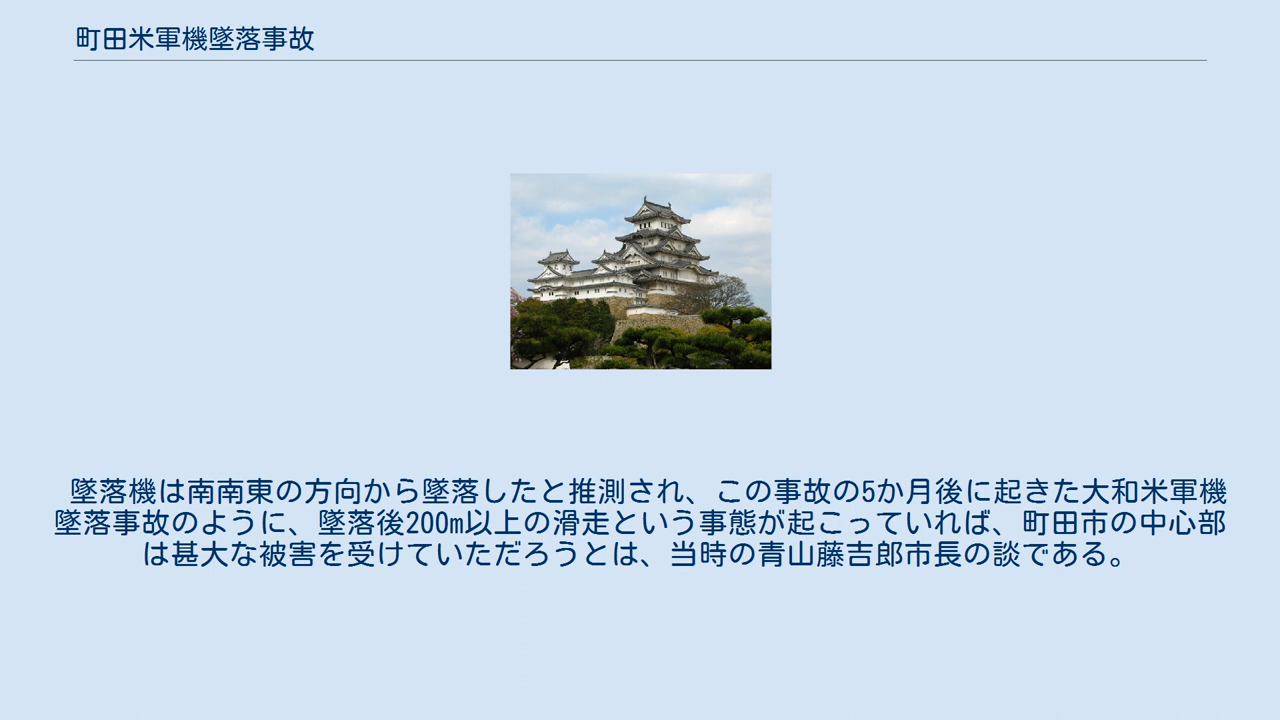 町田米軍機墜落事故
墜落機は南南東の方向から墜落したと推測され、この事故の5か月後に起きた大和米軍機
墜落事故のように、墜落後200m以上の滑走という事態が起こっていれば、町田市の中心部
は甚大な被害を受けていただろうとは、当時の青山藤吉郎市長の談である。